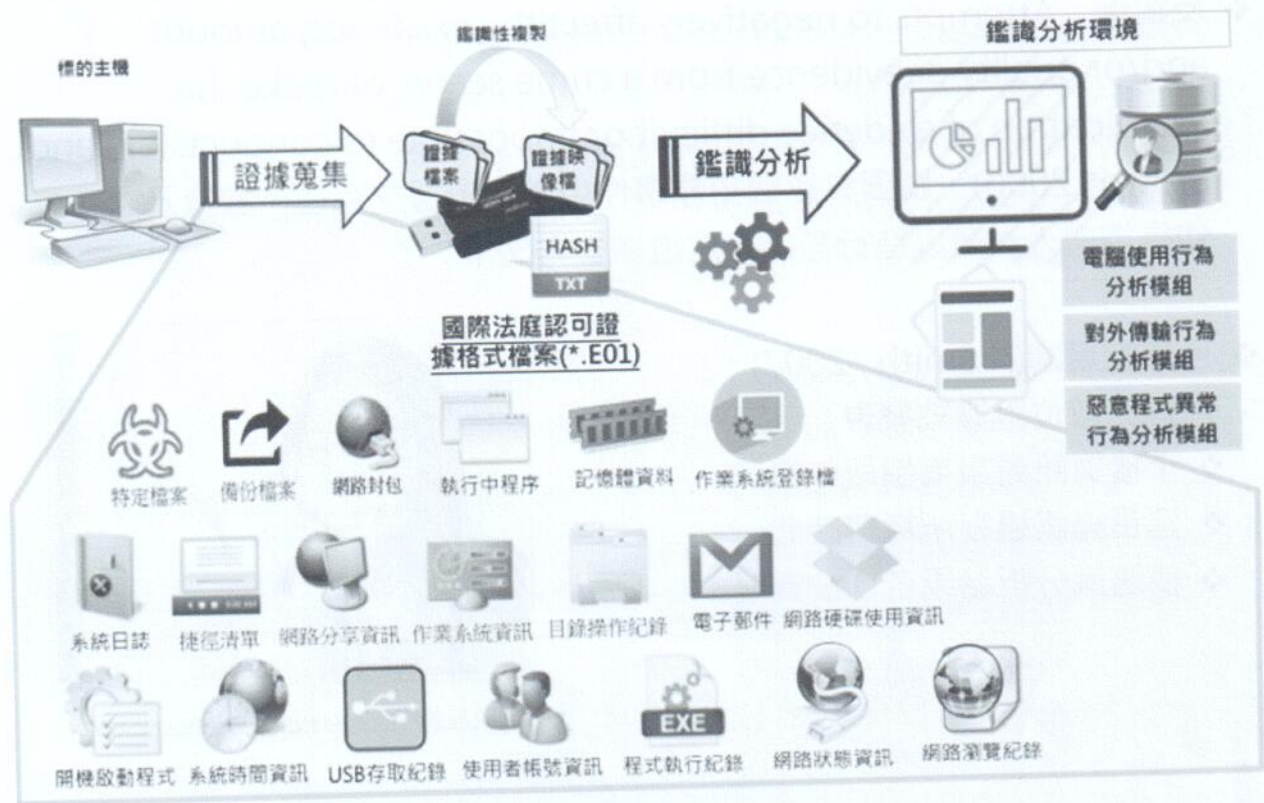 標的主機
鑑識性複製
鑑識分析環境
證據蒐集
證據
檔案
證據映
像檔
鑑識分析
HASH
TXT
國際法庭認可證
據格式檔案(*.E01)
電腦使用行為
分析模組
對外傳輸行為
分析模組
惡意程式異常
行為分析模組
特定檔案
備份檔案
網路封包
執行中程序
記憶體資料
作業系統登錄檔
系統日誌
捷徑清單
網路分享資訊
作業系統資訊
目錄操作紀錄
電子郵件
網路硬碟使用資訊
開機啟動程式
系統時間資訊
USB存取紀錄
使用者帳號資訊
EXE
程式執行紀錄
網路狀態資訊
網路瀏覽紀錄